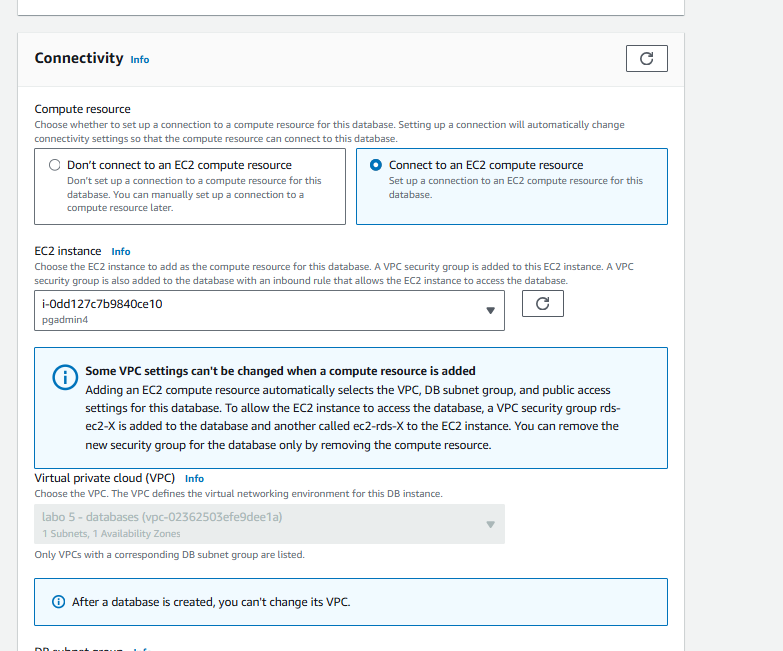 Connectivity Info
Compute resource
Choose whether to set up a connection to a compute resource for this database. Setting up a connection will automatically change
connectivity settings so that the compute resource can connect to this database.
Don't connect to an EC2 compute resource
Don't set up a connection to a compute resource for this
database. You can manually set up a connection to a
compute resource later.
Connect to an EC2 compute resource
Set up a connection to an EC2 compute resource for this
database.
EC2 instance Info
Choose the EC2 instance to add as the compute resource for this database. A VPC security group is added to this EC2 instance. A VPC
security group is also added to the database with an inbound rule that allows the EC2 instance to access the database.
i-0dd127c7b9840ce10
pgadmin4
Some VPC settings can't be changed when a compute resource is added
Adding an EC2 compute resource automatically selects the VPC, DB subnet group, and public access
settings for this database. To allow the EC2 instance to access the database, a VPC security group rds-
ec2-X is added to the database and another called ec2-rds-X to the EC2 instance. You can remove the
new security group for the database only by removing the compute resource.
Virtual private cloud (VPC) Info
Choose the VPC. The VPC defines the virtual networking environment for this DB instance.
labo 5 - databases (vpc-02362503efe9dee1a)
1 Subnets, 1 Availability Zones
Only VPCs with a corresponding DB subnet group are listed.
After a database is created, you can't change its VPC.
DB subnet group Info